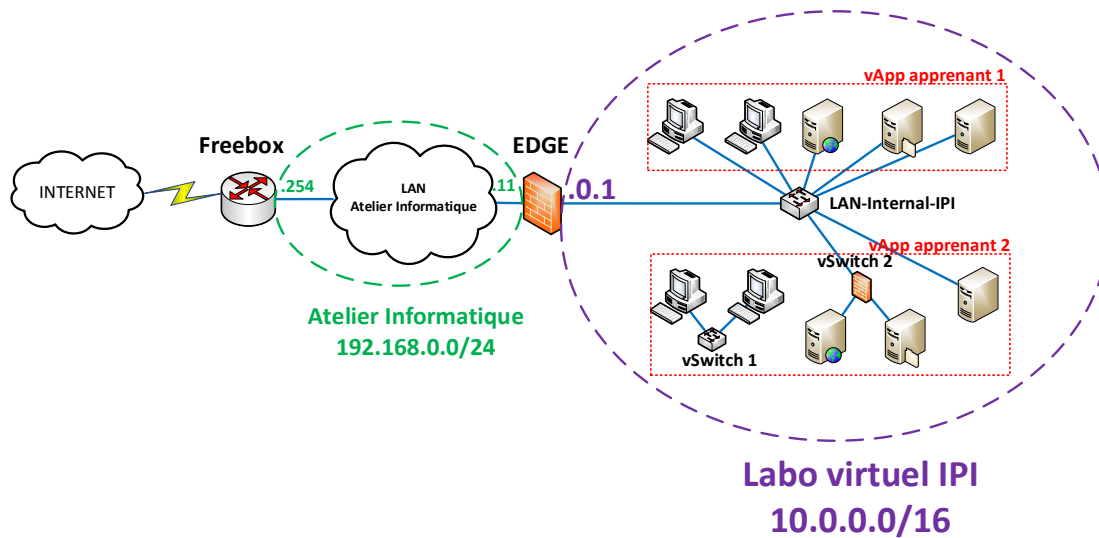 INTERNET
Freebox
.254
LAN
Atelier Informatique
.11
EDGE
.0.1
Atelier Informatique
192.168.0.0/24
vApp apprenant 1
LAN-Internal-IPI
vApp apprenant 2
vSwitch 2
vSwitch 1
Labo virtuel IPI
10.0.0.0/16